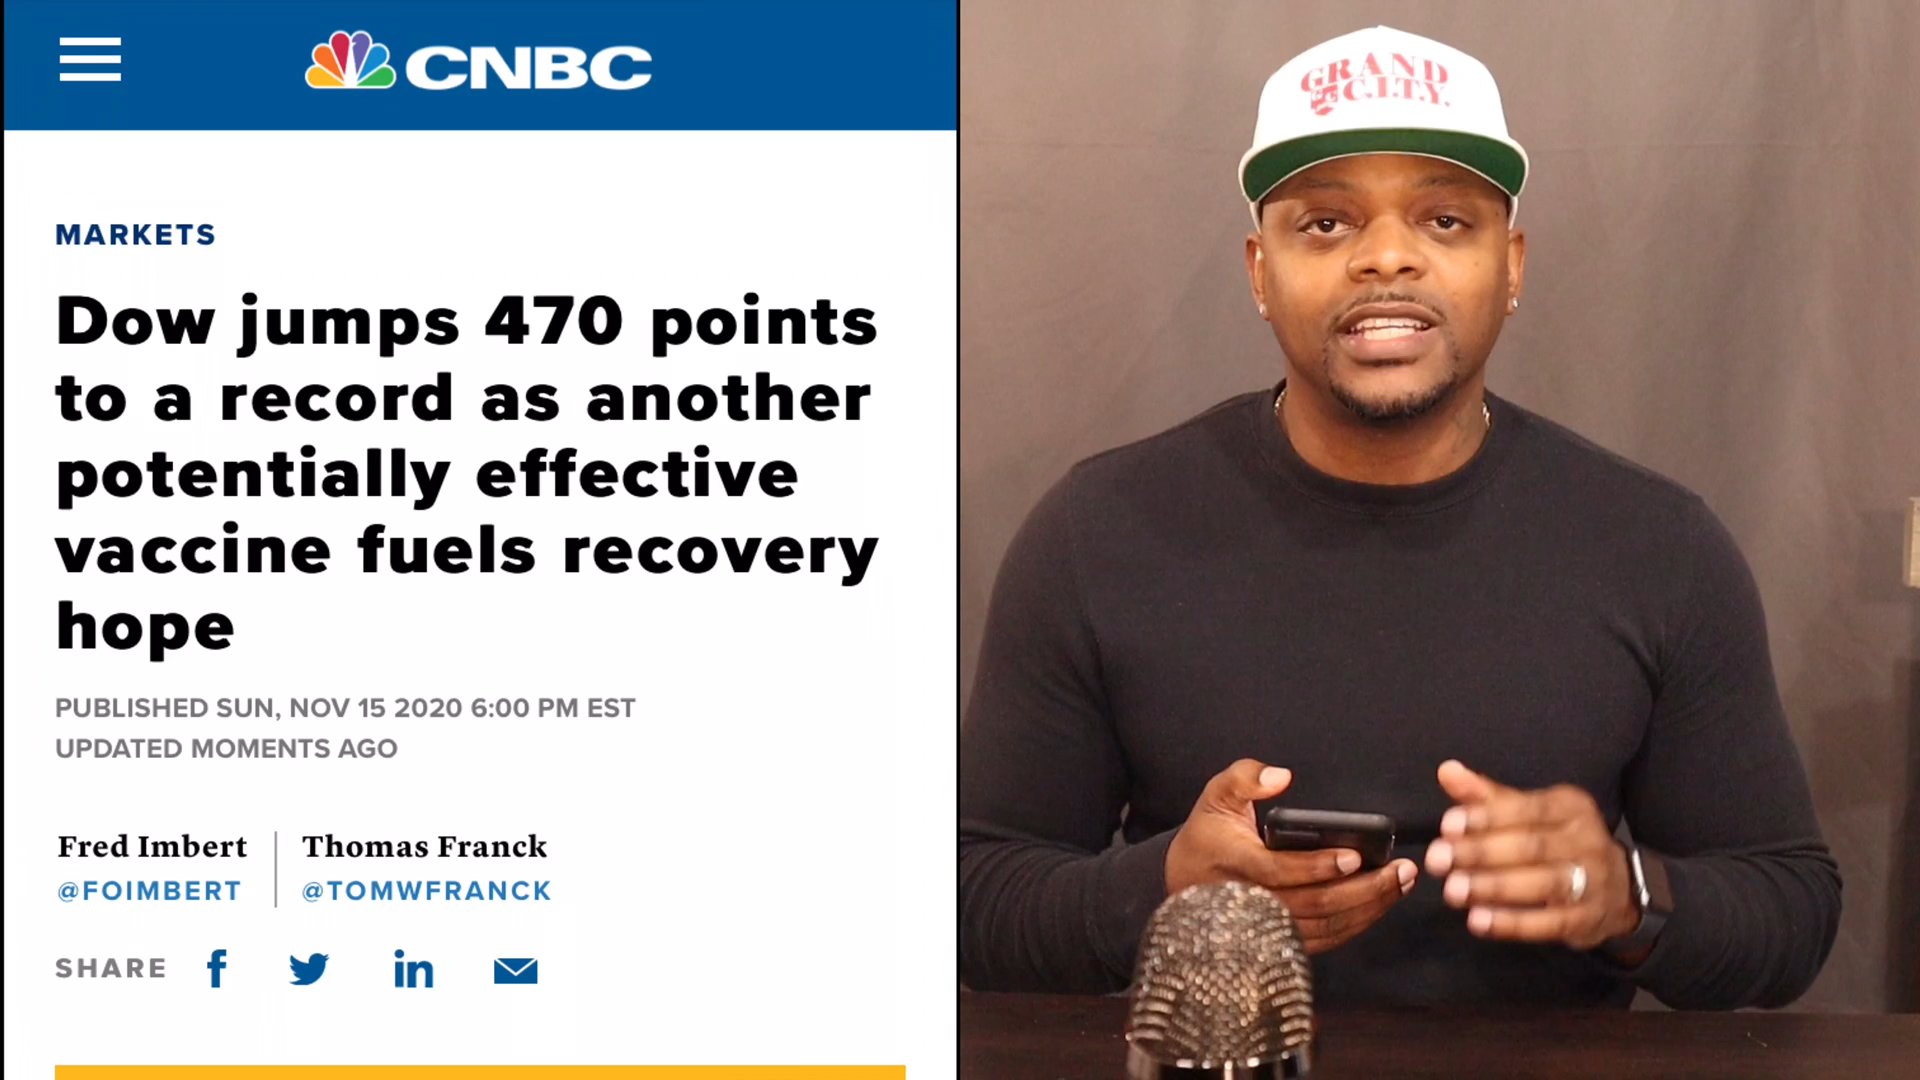 CNBC
MARKETS
Dow jumps 470 points
to a record as another
potentially effective
vaccine fuels recovery
hope
PUBLISHED SUN, NOV 15 2020 6:00 PM EST
UPDATED MOMENTS AGO
Fred Imbert
@FOIMBERT
Thomas Franck
@TOMWFRANCK
SHARE
GRAND
C.I.T.Y.